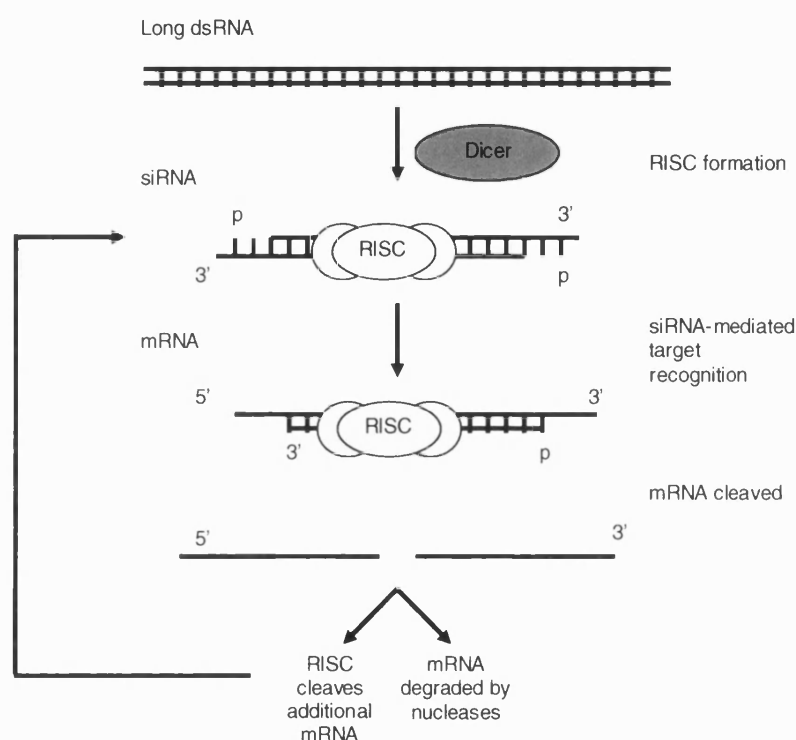 Long dsRNA
Dicer
RISC formation
siRNA
p
3'
RISC
3'
p
siRNA-mediated
target
recognition
mRNA
5'
3'
RISC
3'
p
mRNA cleaved
5'
3'
RISC
cleaves
additional
mRNA
mRNA
degraded by
nucleases